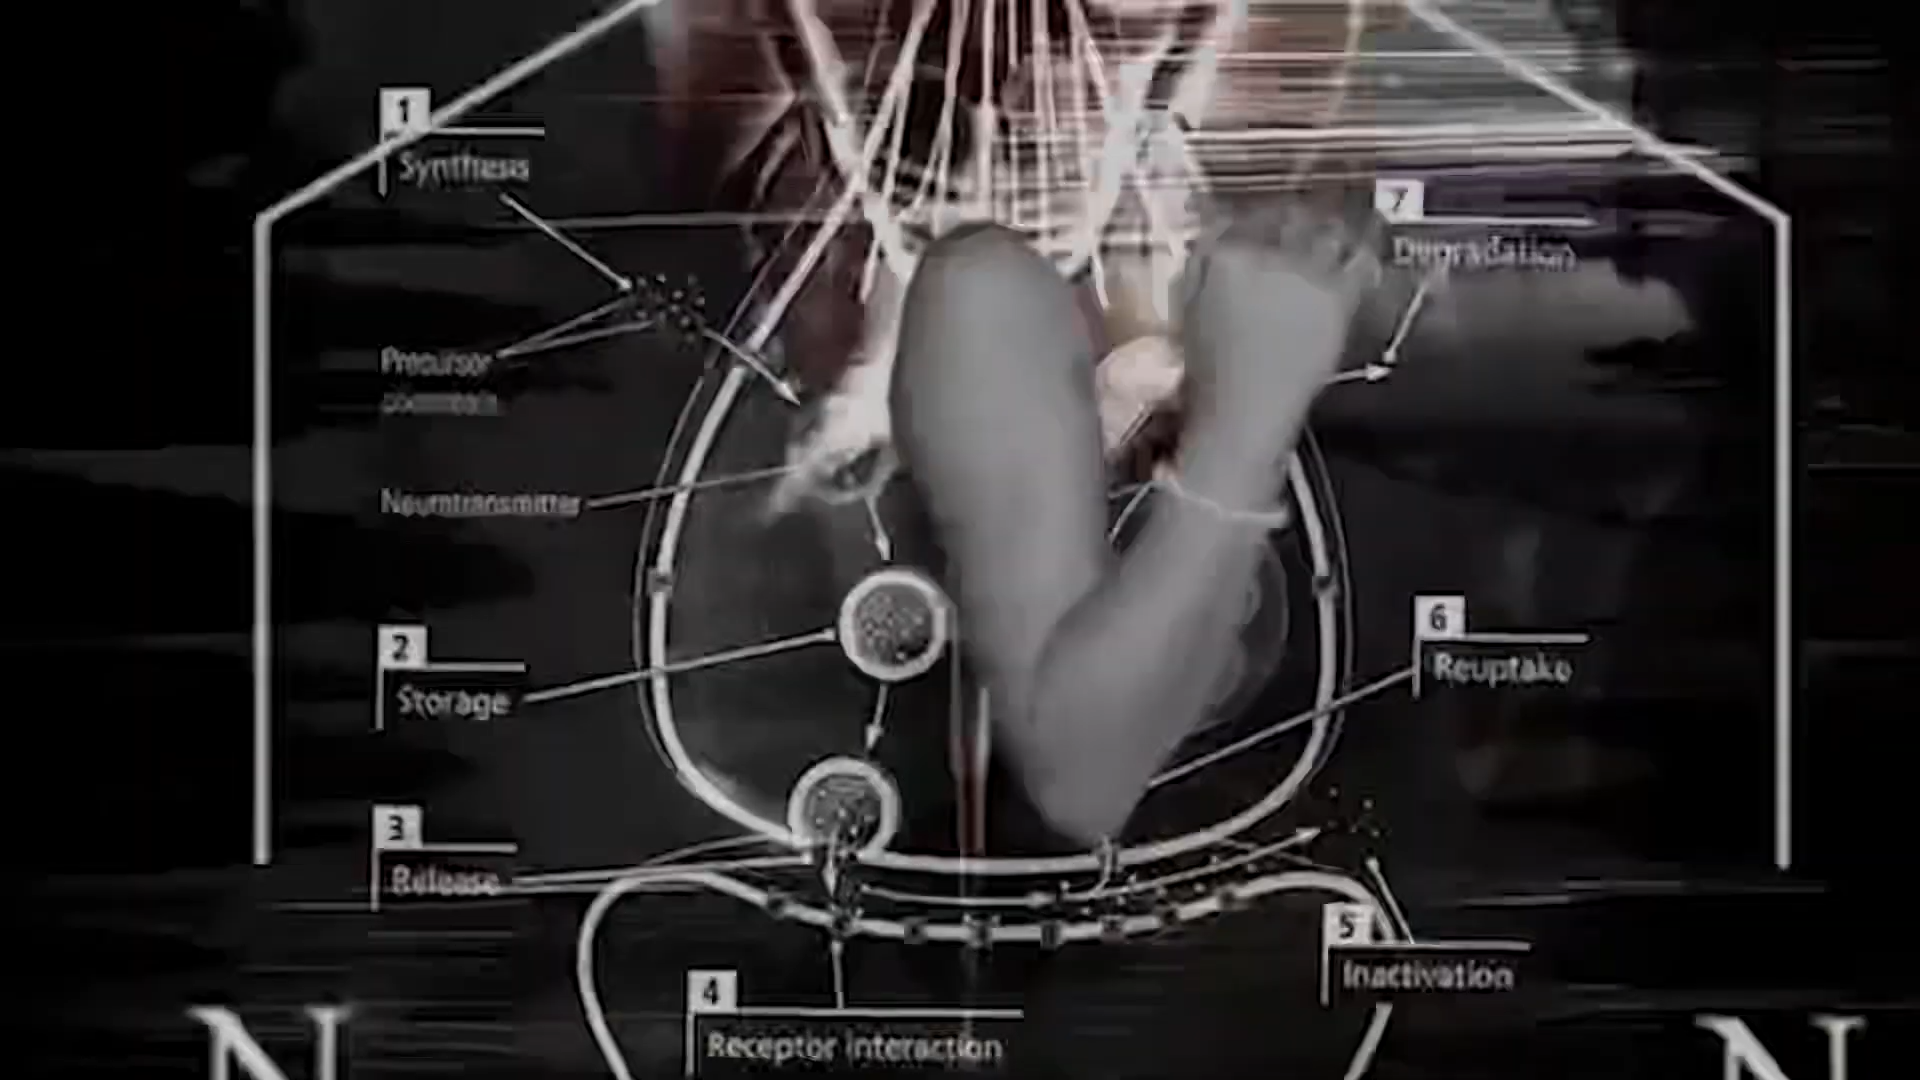 1
Synthesis
7
Degradation
Precursor
Neurotransmitter
2
Storage
6
Reuptake
3
Release
5
Inactivation
4
Receptor interaction
N
N